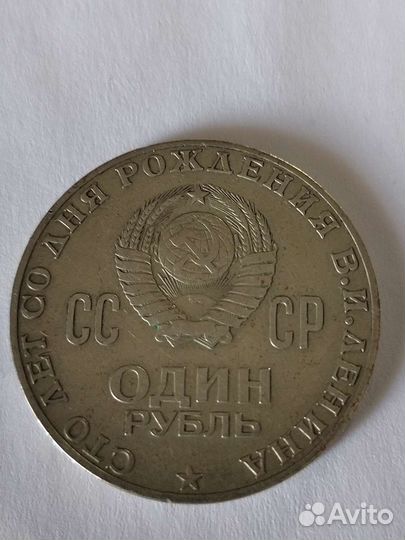 СТО ЛЕТ СО ДНЯ РОЖДЕНИЯ В.И.ЛЕНИНА
СС СР
ОДИН
РУБЛЬ
Avito